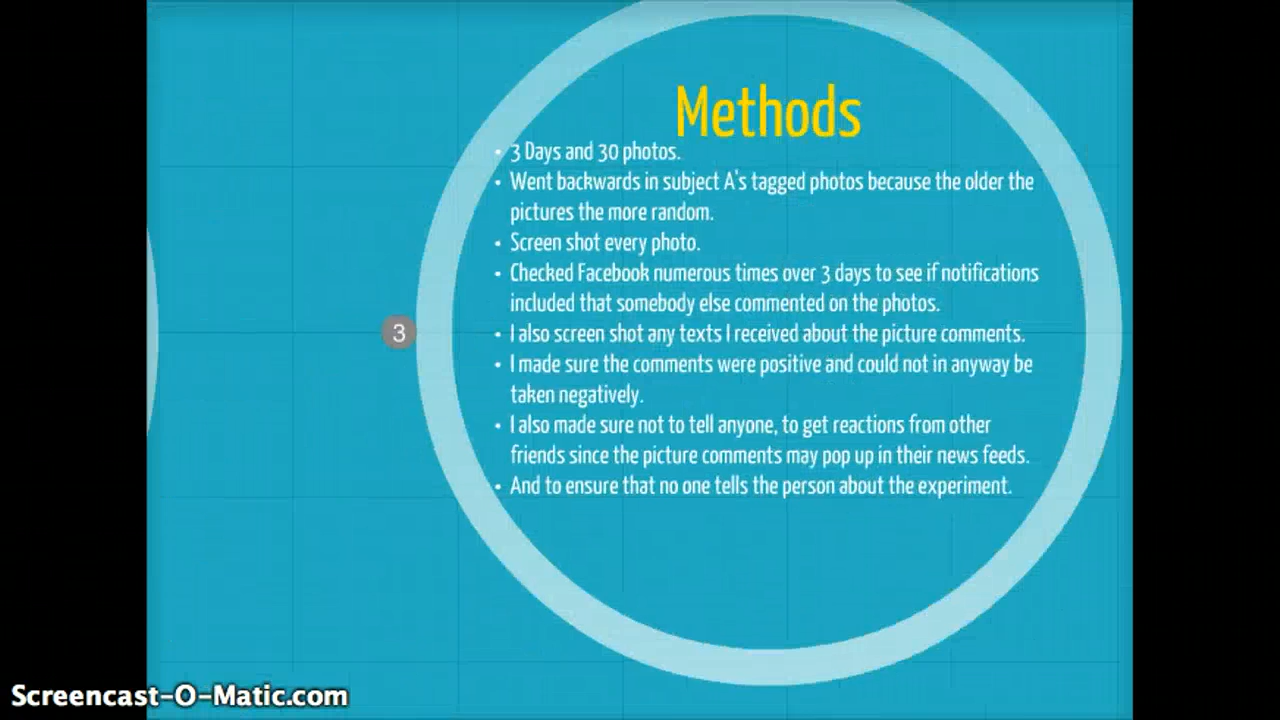 Methods
• 3 Days and 30 photos.
• Went backwards in subject A's tagged photos because the older the
pictures the more random.
• Screen shot every photo.
• Checked Facebook numerous times over 3 days to see if notifications
included that somebody else commented on the photos.
3
• I also screen shot any texts I received about the picture comments.
• I made sure the comments were positive and could not in anyway be
taken negatively.
• I also made sure not to tell anyone, to get reactions from other
friends since the picture comments may pop up in their news feeds.
• And to ensure that no one tells the person about the experiment.
Screencast-O-Matic.com